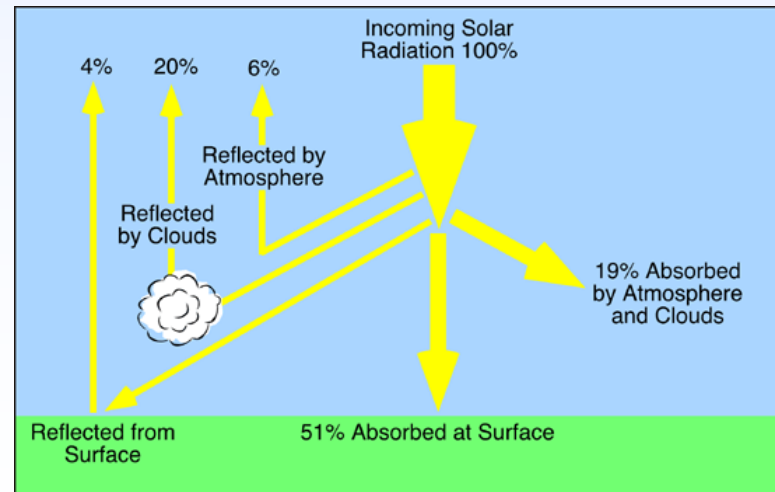 Incoming Solar
Radiation 100%
4%
20%
6%
Reflected by
Atmosphere
Reflected
by Clouds
19% Absorbed
by Atmosphere
and Clouds
Reflected from
Surface
51% Absorbed at Surface